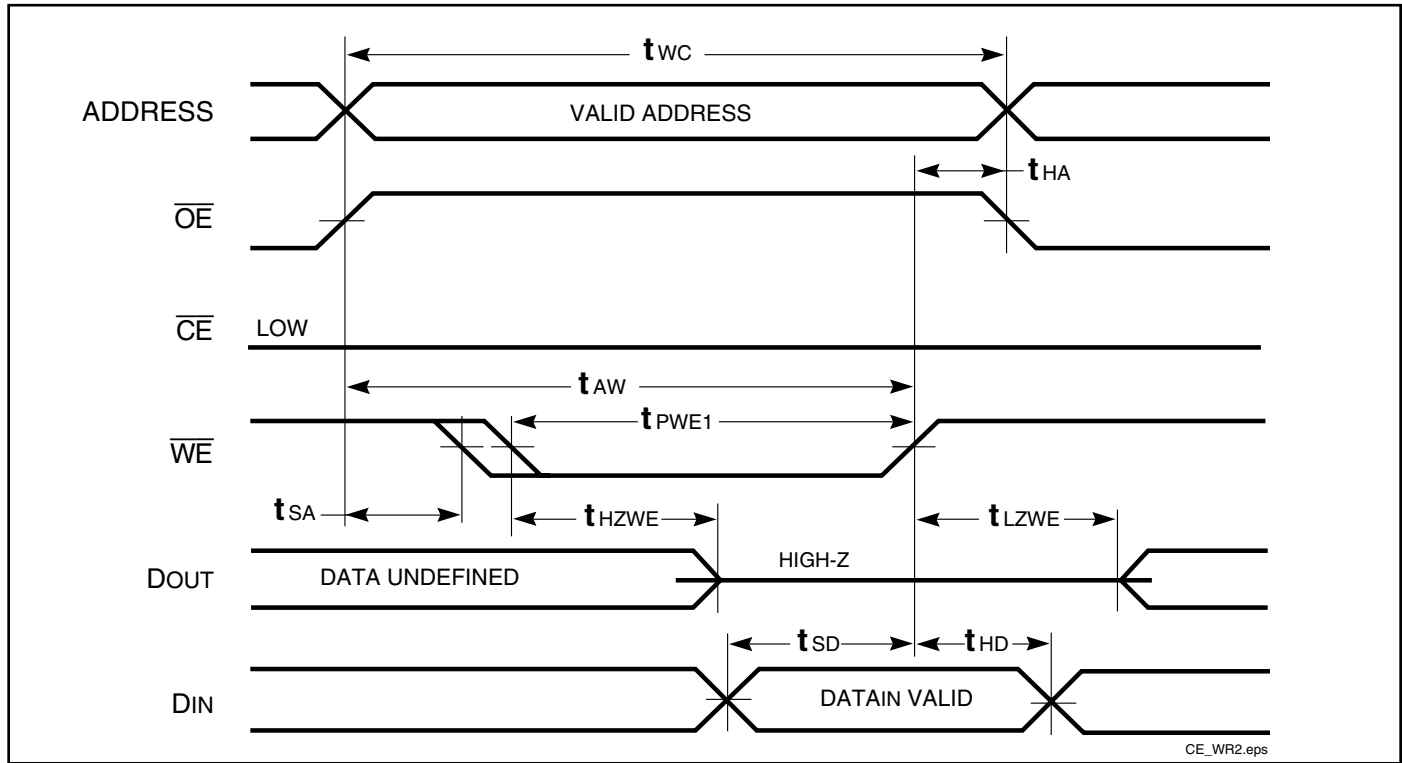 tWC
ADDRESS
VALID ADDRESS
tHA
OE
CE
LOW
tAW
tPWE1
WE
tSA
tHZWE
tLZWE
DOUT
DATA UNDEFINED
HIGH-Z
tSD
tHD
DIN
DATAIN VALID
CE_WR2.eps